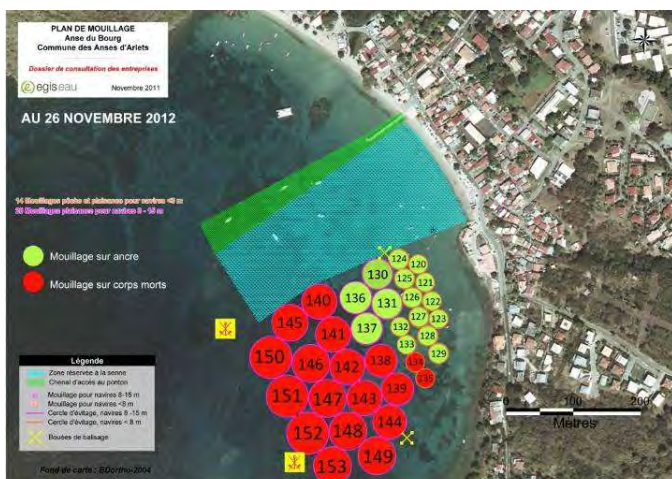 PLAN DE MOUILLAGE
Anse du Bourg
Commune des Anses d'Arlets
Dossier de consultation des entreprises
egis eau
Novembre 2011
AU 26 NOVEMBRE 2012
14 Mouillages pêche et plaisance pour navires <8 m
Mouillages plaisance pour navires 8 - 15 m
Mouillage sur ancre
Mouillage sur corps morts
124
120
130
125
121
136
131
126
122
140
127
123
145
141
137
132
128
133
129
150
146
142
138
134
135
151
147
143
139
152
148
144
153
149
Légende
Zone réservée à la senne
Chenal d'accès au ponton
Mouillage pour navires 8-15 m
Mouillage pour navires <8 m
Cercle d'évitage, navires 8 -15 m
Cercle d'évitage, navires < 8 m
Bouées de balisage
Fond de carte : BDortho-2004
0
100
200
Mètres